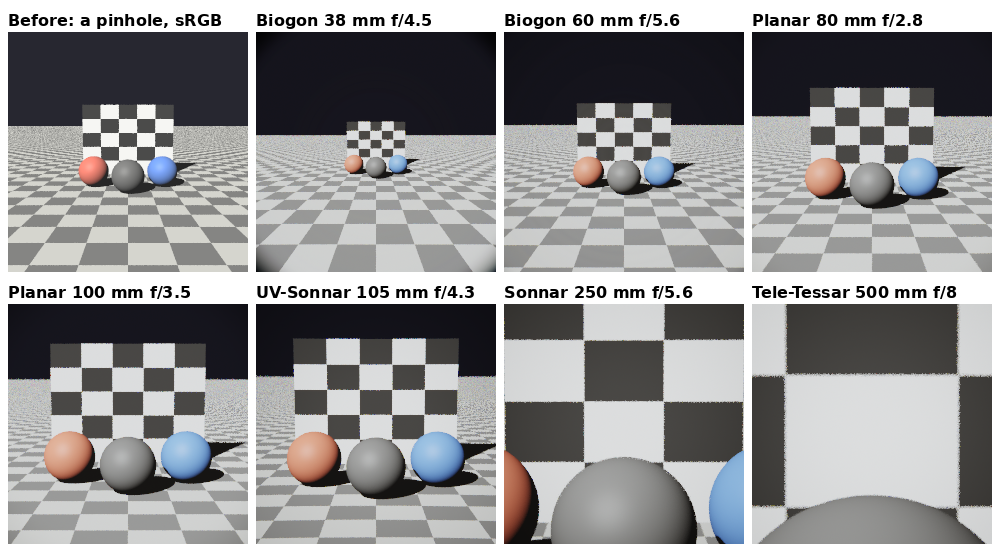 Before: a pinhole, sRGB
Biogon 38 mm f/4.5
Biogon 60 mm f/5.6
Planar 80 mm f/2.8
Planar 100 mm f/3.5
UV-Sonnar 105 mm f/4.3
Sonnar 250 mm f/5.6
Tele-Tessar 500 mm f/8